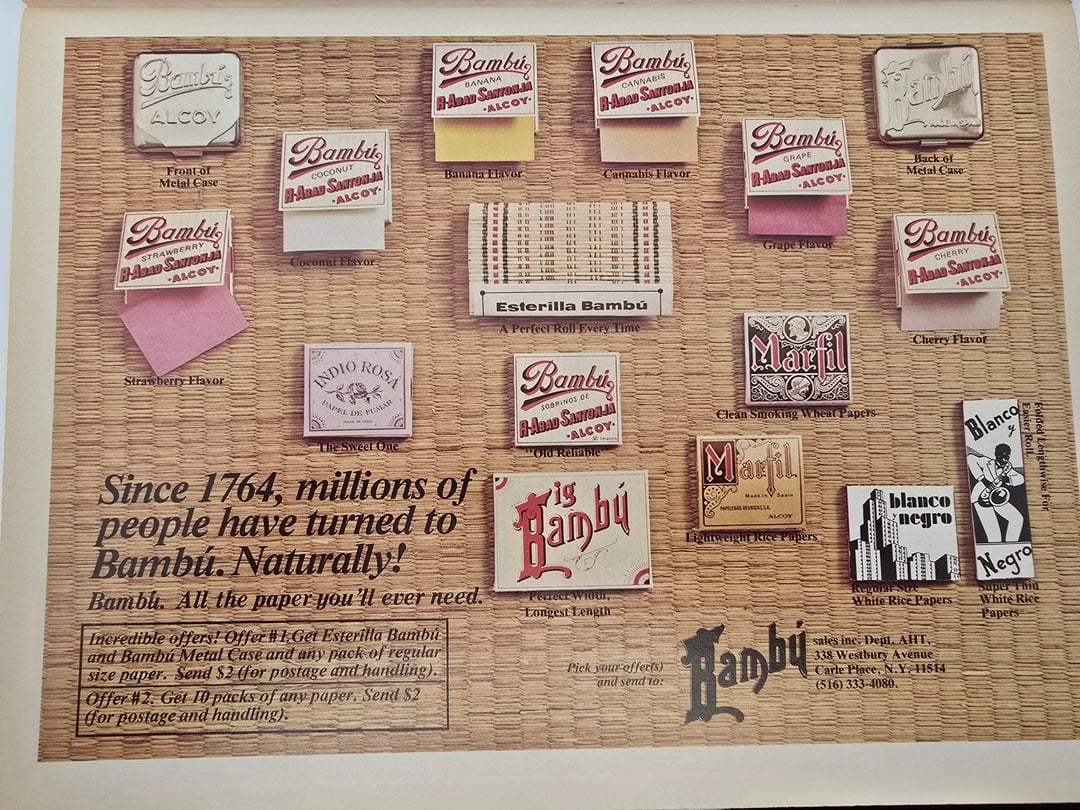 Bambú
ALCOY
Front of
Metal Case
Bambú
BANANA
R·ABAD SANTONJA
·ALCOY·
Banana Flavor
Bambú
CANNABIS
R·ABAD SANTONJA
·ALCOY·
Cannabis Flavor
Bambú
Back of
Metal Case
Bambú
COCONUT
R·ABAD SANTONJA
·ALCOY·
Coconut Flavor
Bambú
GRAPE
R·ABAD SANTONJA
·ALCOY·
Grape Flavor
Bambú
STRAWBERRY
R·ABAD SANTONJA
·ALCOY·
Strawberry Flavor
Esterilla Bambú
A Perfect Roll Every Time
Bambú
CHERRY
R·ABAD SANTONJA
·ALCOY·
Cherry Flavor
INDIO ROSA
PAPEL DE FUMAR
MADE IN SPAIN
The Sweet One
Bambú
SOBRINOS DE
R·ABAD SANTONJA
·ALCOY·
"Old Reliable"
Marfil
Clean Smoking Wheat Papers
Big
Bambú
Perfect Width,
Longest Length
Marfil
Made in Spain
PAPELERAS REUNIDAS S.A.
ALCOY
Lightweight Rice Papers
blanco
negro
Regular Size
White Rice Papers
Blanco
y
Negro
Folded Lengthways For
Easier Roll.
Super Thin
White Rice
Papers
Since 1764, millions of
people have turned to
Bambú. Naturally!
Bambú. All the paper you'll ever need.
Incredible offers! Offer #1, Get Esterilla Bambú
and Bambú Metal Case and any pack of regular
size paper. Send $2 (for postage and handling).
Offer #2. Get 10 packs of any paper. Send $2
(for postage and handling).
Pick your offer(s)
and send to:
Bambú
sales inc. Dept. AHT,
338 Westbury Avenue
Carle Place, N.Y. 11514
(516) 333-4080.